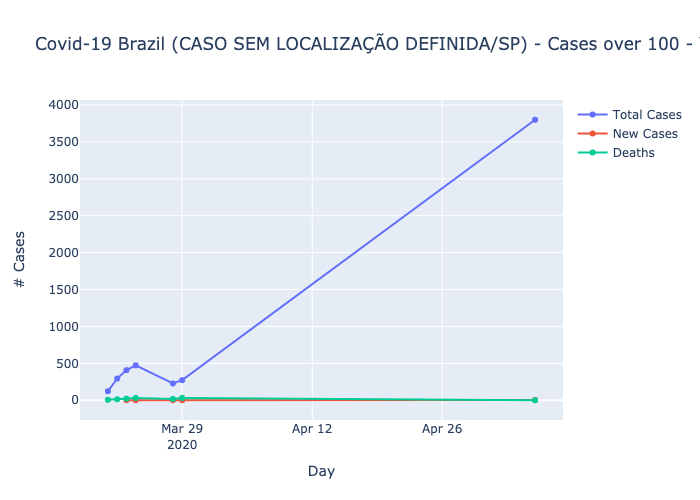 Covid-19 Brazil (CASO SEM LOCALIZAÇÃO DEFINIDA/SP) - Cases over 100 -
Total Cases
New Cases
Deaths
# Cases
4000
3500
3000
2500
2000
1500
1000
500
0
Mar 29
2020
Apr 12
Apr 26
Day